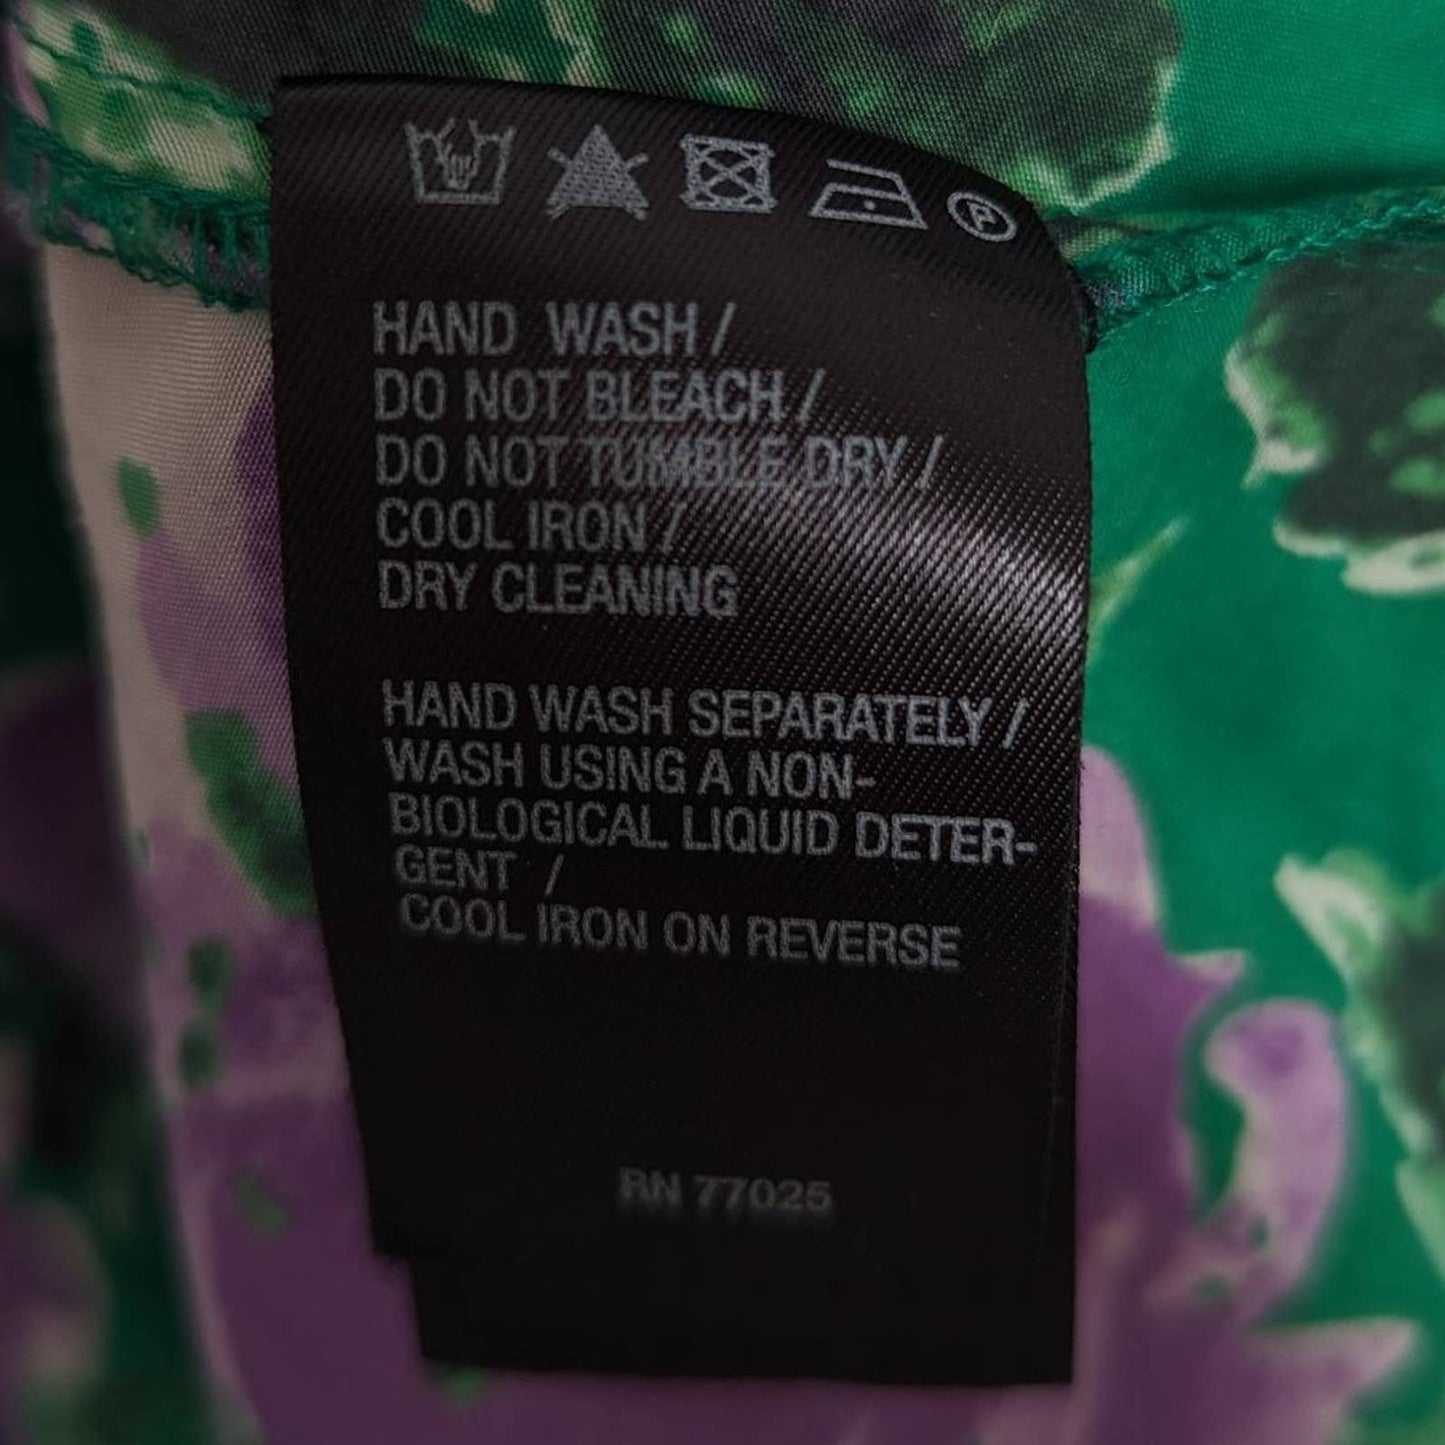 P
HAND WASH /
DO NOT BLEACH /
DO NOT TUMBLE DRY /
COOL IRON /
DRY CLEANING
HAND WASH SEPARATELY /
WASH USING A NON-
BIOLOGICAL LIQUID DETER-
GENT /
COOL IRON ON REVERSE
RN 77025